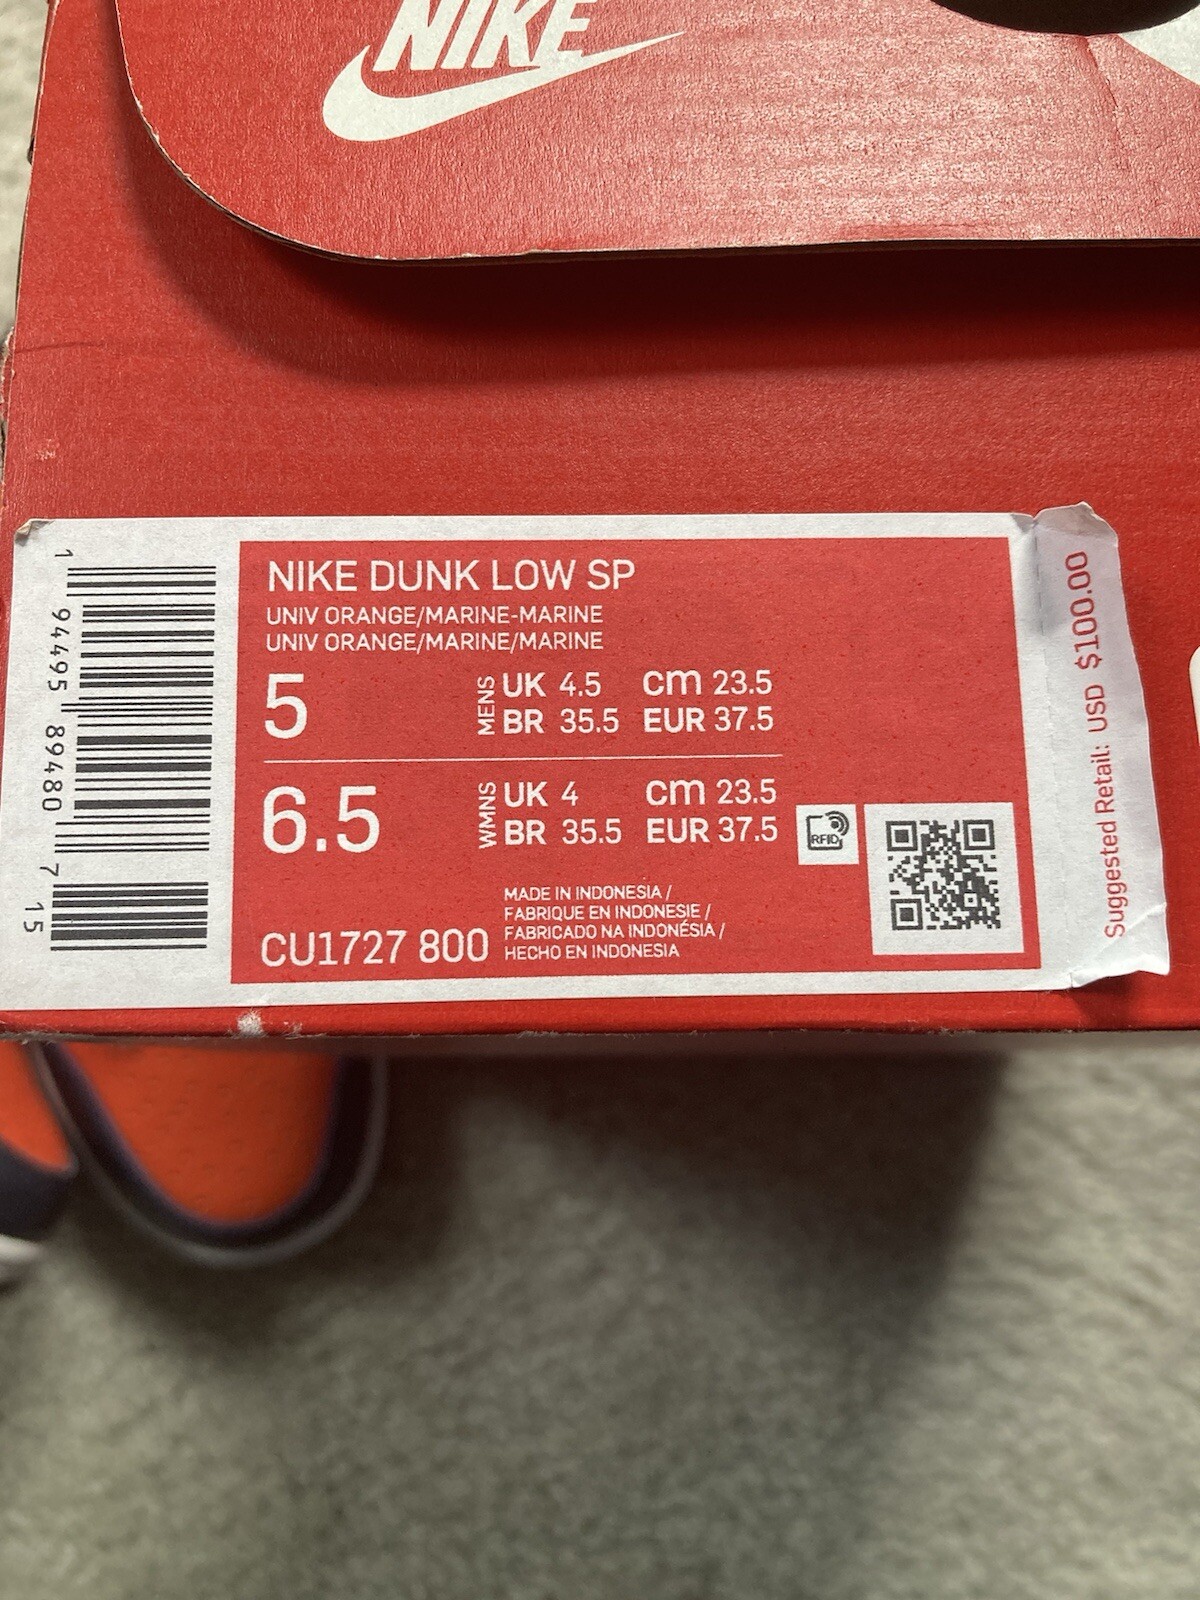 NIKE
NIKE DUNK LOW SP
UNIV ORANGE/MARINE-MARINE
UNIV ORANGE/MARINE/MARINE
5
MENS
UK 4.5 cm 23.5
BR 35.5 EUR 37.5
6.5
WMNS
UK 4 cm 23.5
BR 35.5 EUR 37.5
RFID
CU1727 800
MADE IN INDONESIA /
FABRIQUE EN INDONESIE /
FABRICADO NA INDONÉSIA /
HECHO EN INDONESIA
1 94495 89480 7 15
Suggested Retail: USD $100.00